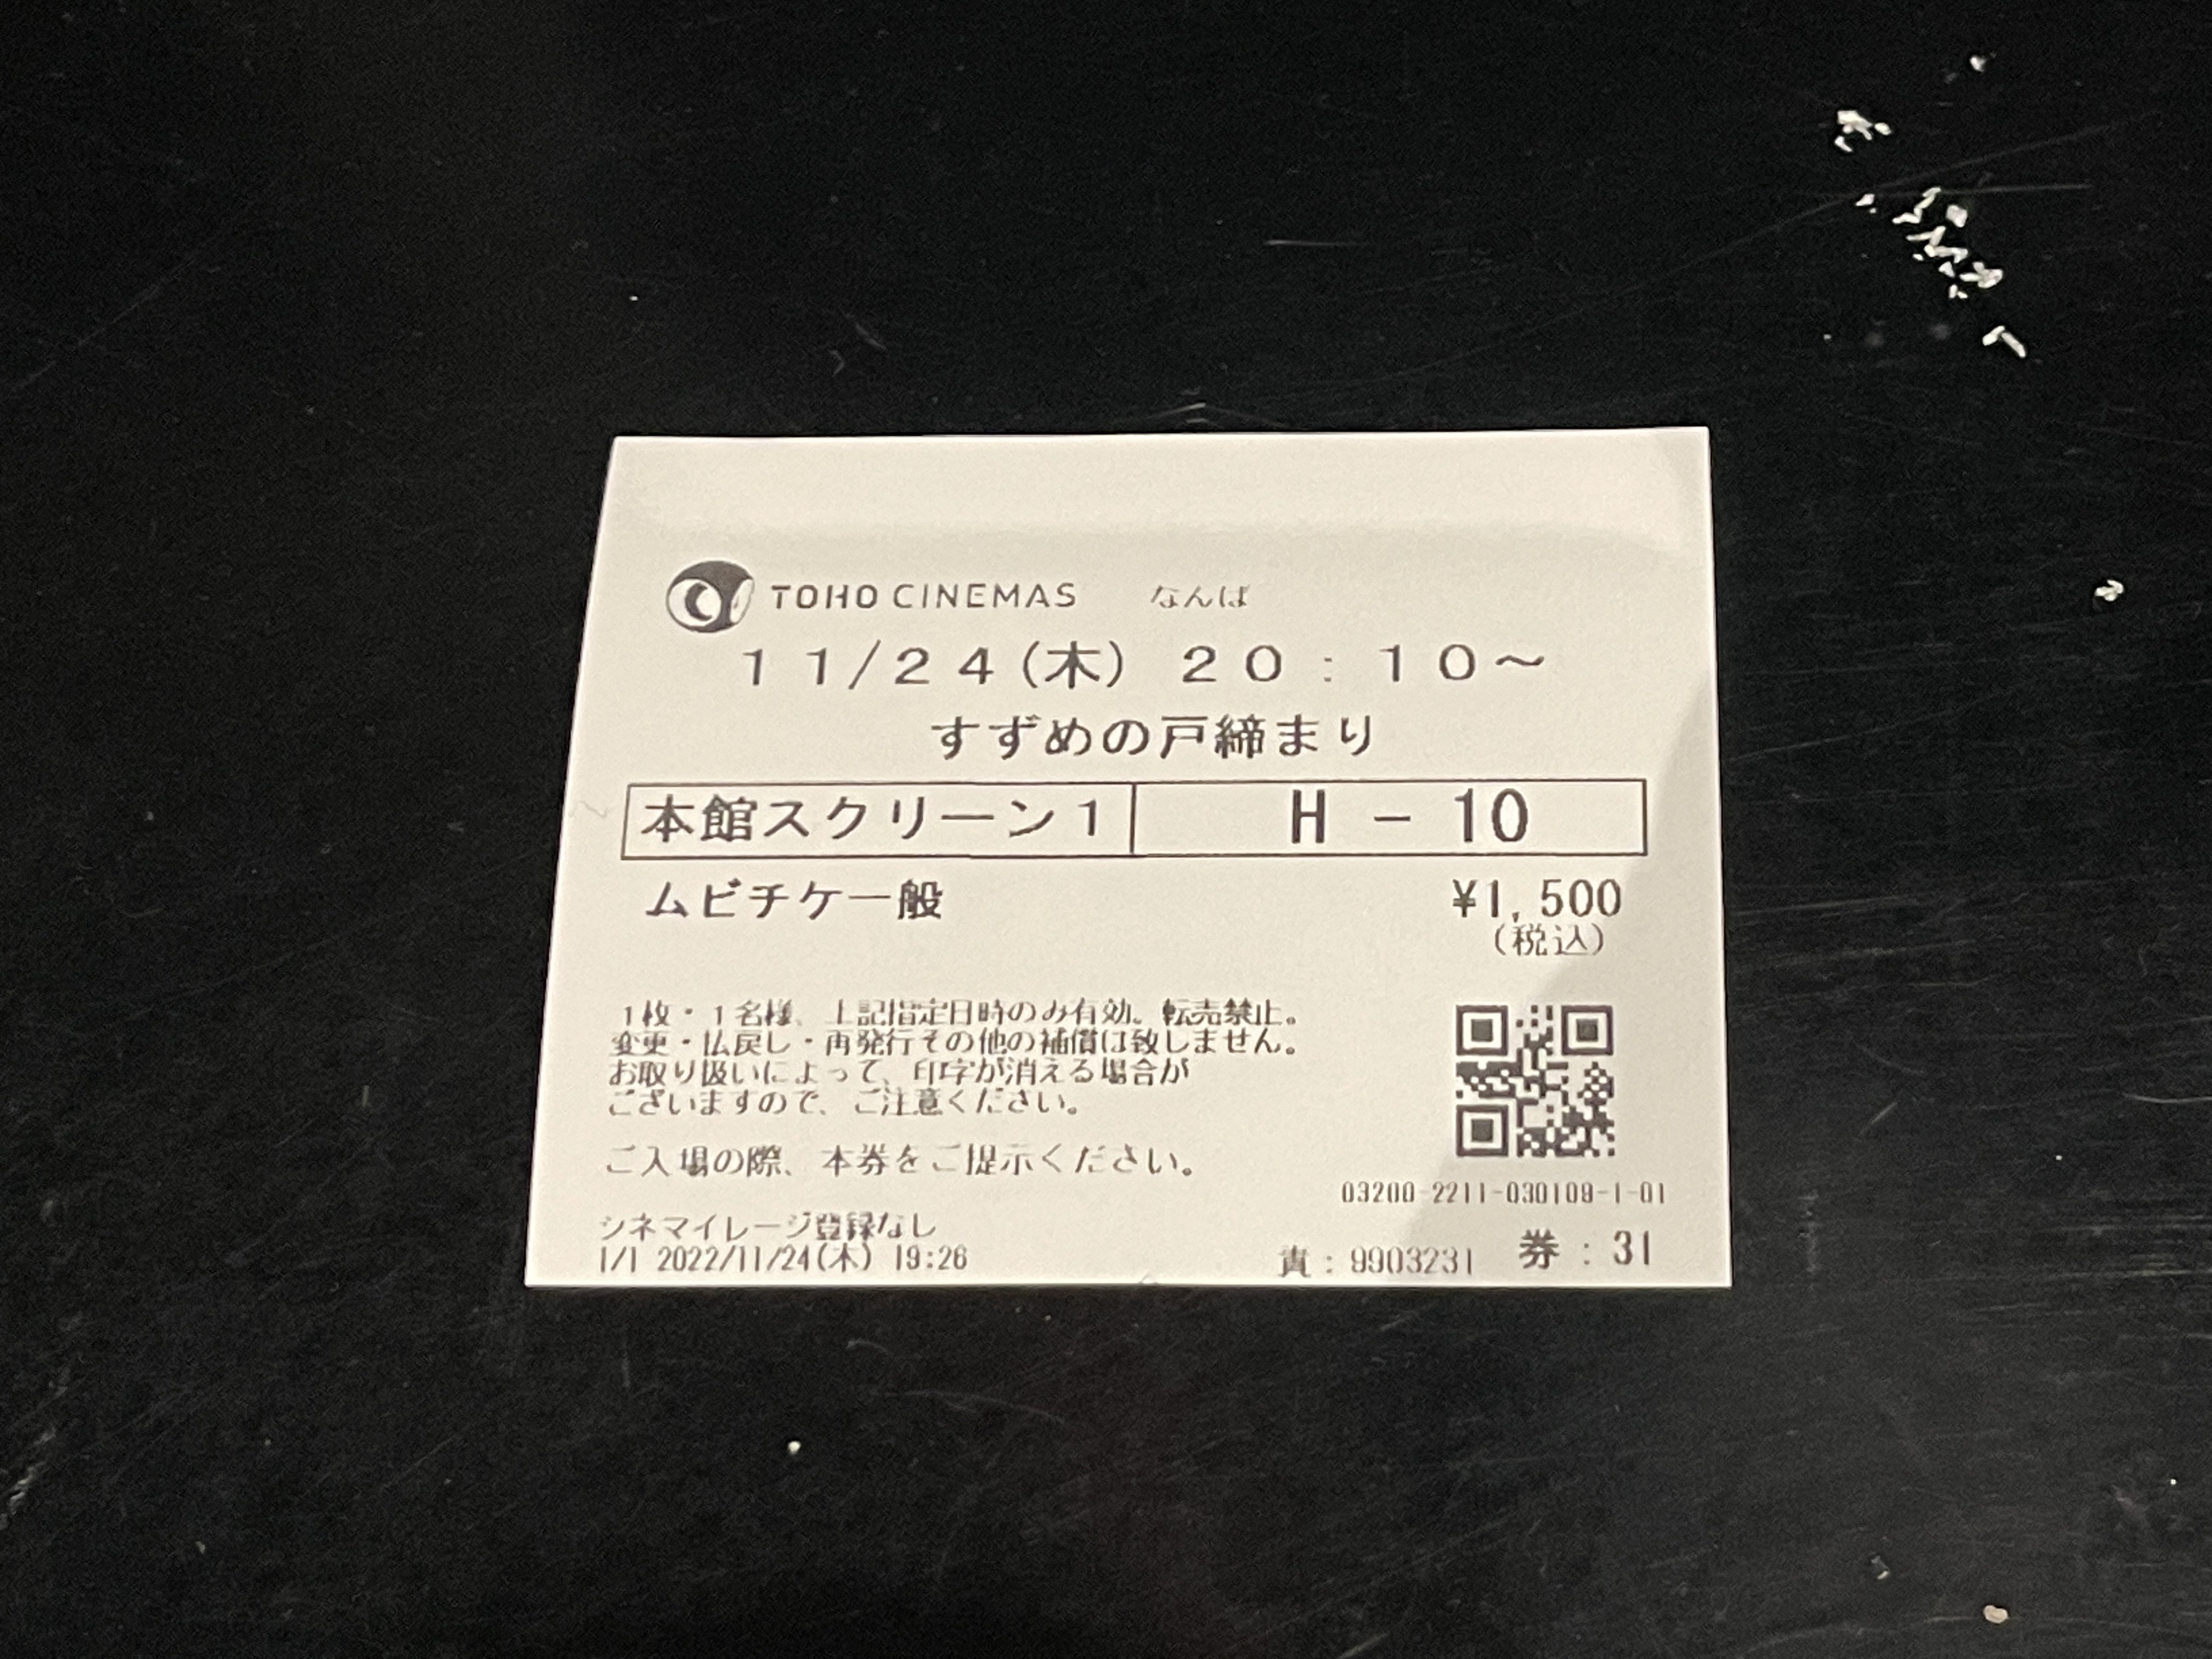 TOHO CINEMAS なんば
11/24(木) 20:10~
すずめの戸締まり
本館スクリーン1 H - 10
ムビチケ一般 ¥1,500
(税込)
1枚・1名様、上記指定日時のみ有効。転売禁止。
変更・払戻し・再発行その他の補償は致しません。
お取り扱いによって、印字が消える場合が
ございますので、ご注意ください。
ご入場の際、本券をご提示ください。
03200-2211-030109-1-01
シネマイレージ登録なし
1/1 2022/11/24(木) 19:26 責:9903231 券:31